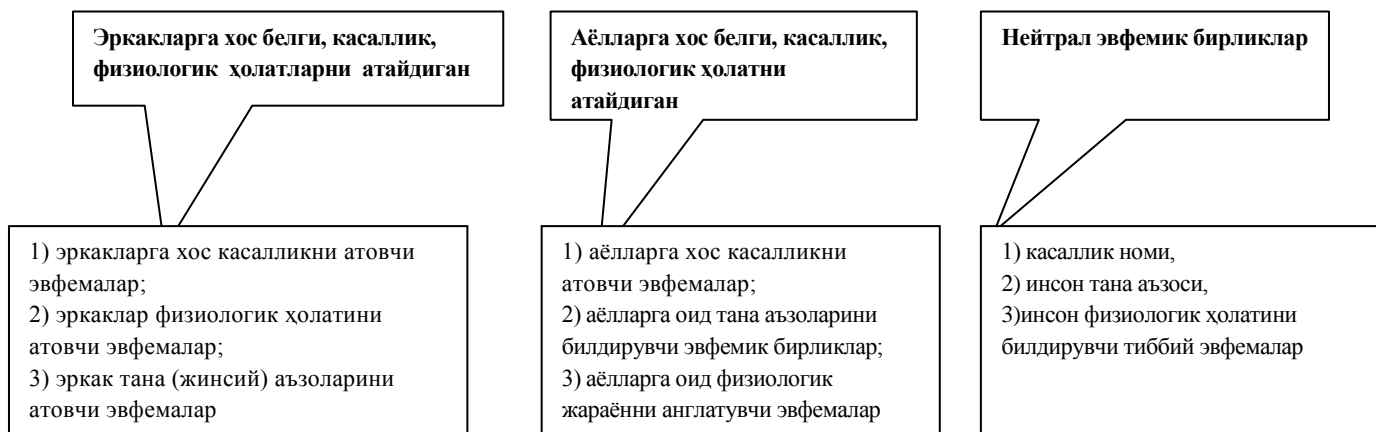 Эркакларга хос белги, касаллик,
физиологик ҳолатларни атайдиган
Аёлларга хос белги, касаллик,
физиологик ҳолатни
атайдиган
Нейтрал эвфемик бирликлар
1) эркакларга хос касалликни атовчи
эвфемалар;
2) эркаклар физиологик ҳолатини
атовчи эвфемалар;
3) эркак тана (жинсий) аъзоларини
атовчи эвфемалар
1) аёлларга хос касалликни
атовчи эвфемалар;
2) аёлларга оид тана аъзоларини
билдирувчи эвфемик бирликлар;
3) аёлларга оид физиологик
жараённи англатувчи эвфемалар
1) касаллик номи,
2) инсон тана аъзоси,
3)инсон физиологик ҳолатини
билдирувчи тиббий эвфемалар